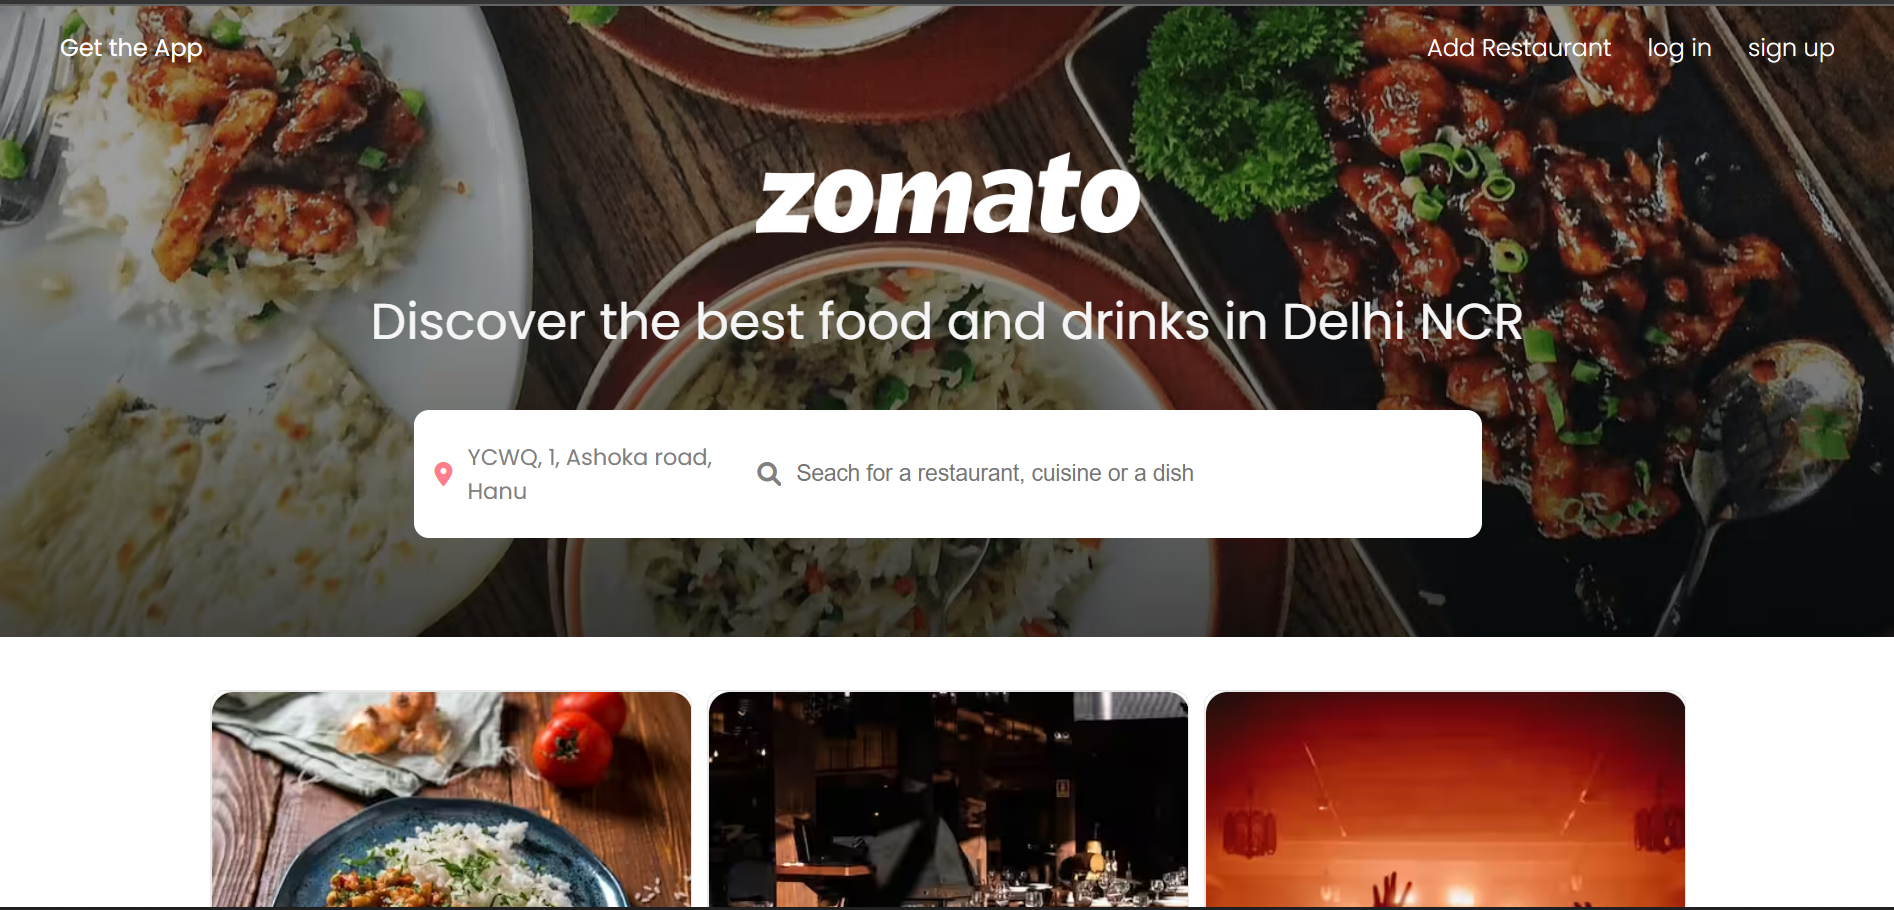 Get the App
Add Restaurant
log in
sign up
zomato
Discover the best food and drinks in Delhi NCR
YCWQ, 1, Ashoka road,
Hanu
Seach for a restaurant, cuisine or a dish